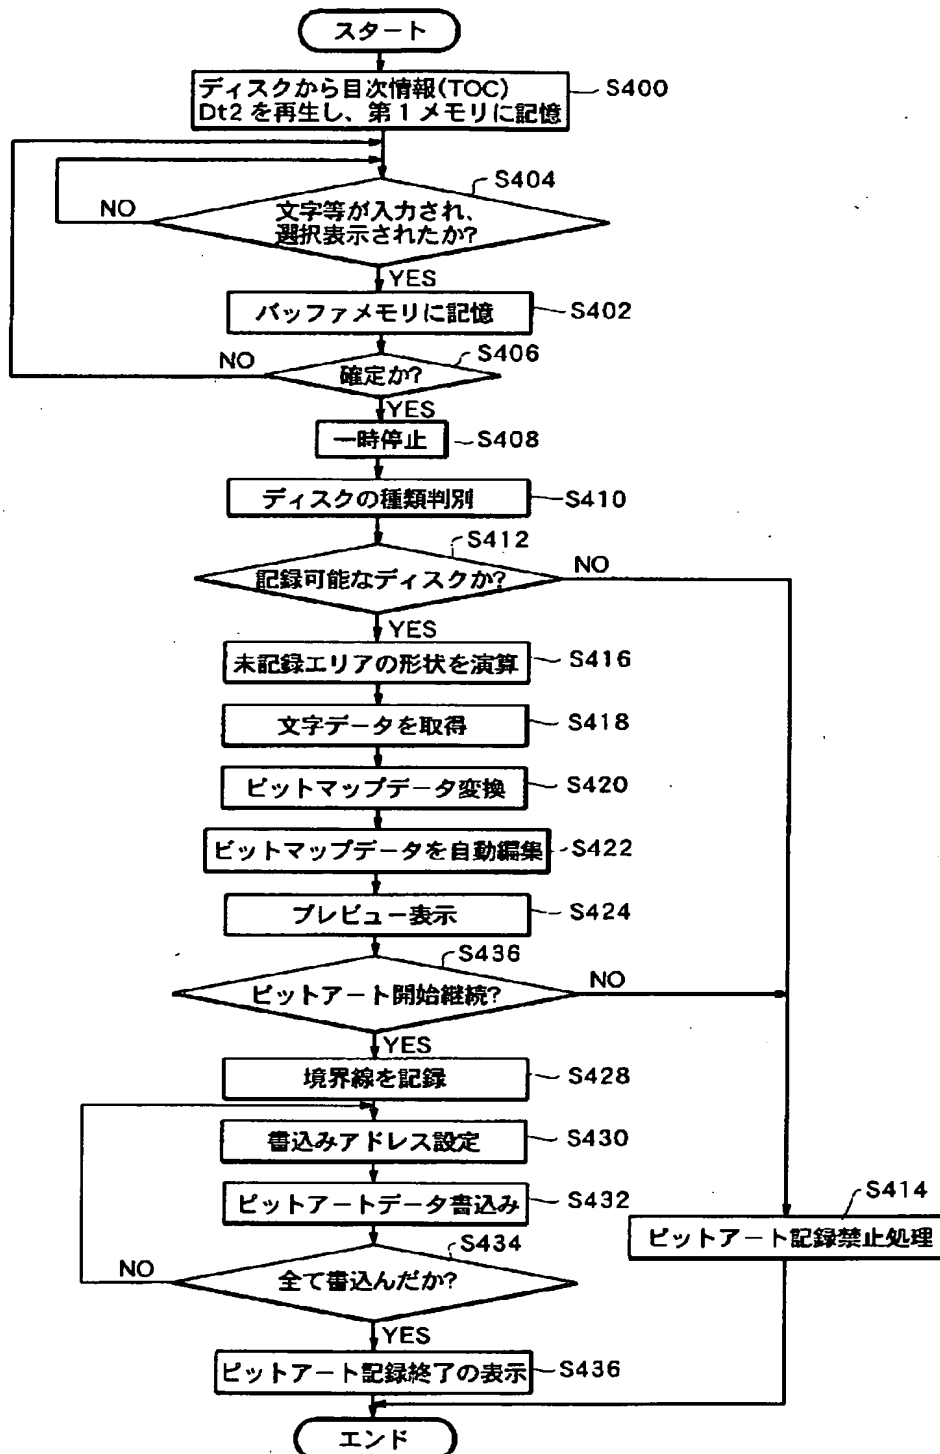 スタート
ディスクから目次情報(TOC)
Dt2を再生し、第1メモリに記憶
S400
S404
NO
文字等が入力され、
選択表示されたか?
YES
バッファメモリに記憶
S402
S406
NO
確定か?
YES
一時停止
S408
ディスクの種類判別
S410
S412
NO
記録可能なディスクか?
YES
未記録エリアの形状を演算
S416
文字データを取得
S418
ビットマップデータ変換
S420
ビットマップデータを自動編集
S422
プレビュー表示
S424
S436
NO
ピットアート開始継続?
YES
境界線を記録
S428
書込みアドレス設定
S430
ピットアートデータ書込み
S432
S414
ピットアート記録禁止処理
S434
NO
全て書込んだか?
YES
ピットアート記録終了の表示
S436
エンド